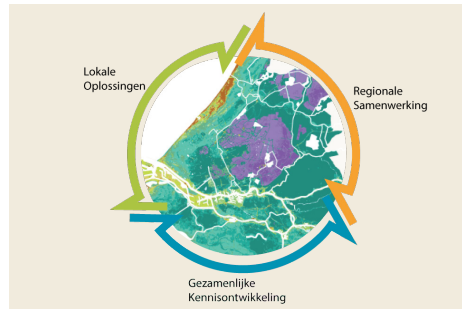 Lokale
Oplossingen
Regionale
Samenwerking
Gezamenlijke
Kennisontwikkeling